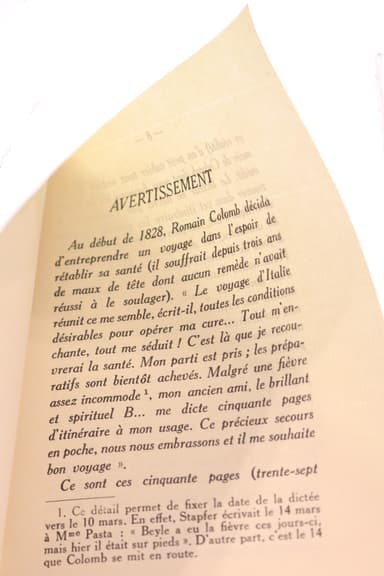 AVERTISSEMENT
Au début de 1828, Romain Colomb décida
d'entreprendre un voyage dans l'espoir de
rétablir sa santé (il souffrait depuis trois ans
de maux de tête dont aucun remède n'avait
réussi à le soulager). « Le voyage d'Italie
réunit ce me semble, écrit-il, toutes les conditions
désirables pour opérer ma cure... Tout m'en-
chante, tout me séduit ! C'est là que je recou-
vrerai la santé. Mon parti est pris ; les prépa-
ratifs sont bientôt achevés. Malgré une fièvre
assez incommode ¹, mon ancien ami, le brillant
et spirituel B... me dicte cinquante pages
d'itinéraire à mon usage. Ce précieux secours
en poche, nous nous embrassons et il me souhaite
bon voyage ».
Ce sont ces cinquante pages (trente-sept
1. Ce détail permet de fixer la date de la dictée
vers le 10 mars. En effet, Stapfer écrivait le 14 mars
à Mme Pasta : « Beyle a eu la fièvre ces jours-ci,
mais hier il était sur pieds ». D'autre part, c'est le 14
que Colomb se mit en route.